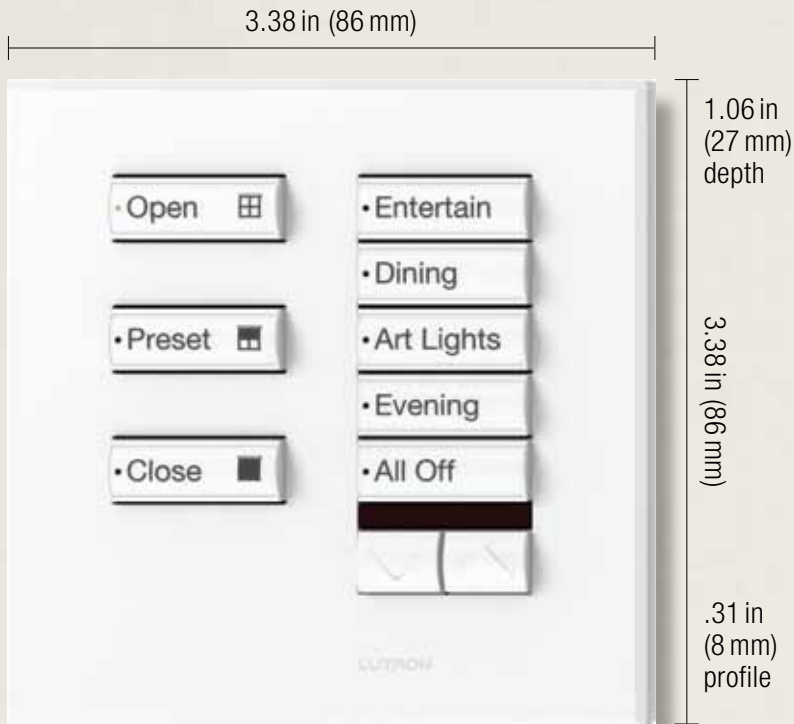 3.38 in (86 mm)
1.06 in
(27 mm)
depth
Open
Preset
Close
Entertain
Dining
Art Lights
Evening
All Off
LUTRON
3.38 in (86 mm)
.31 in
(8 mm)
profile